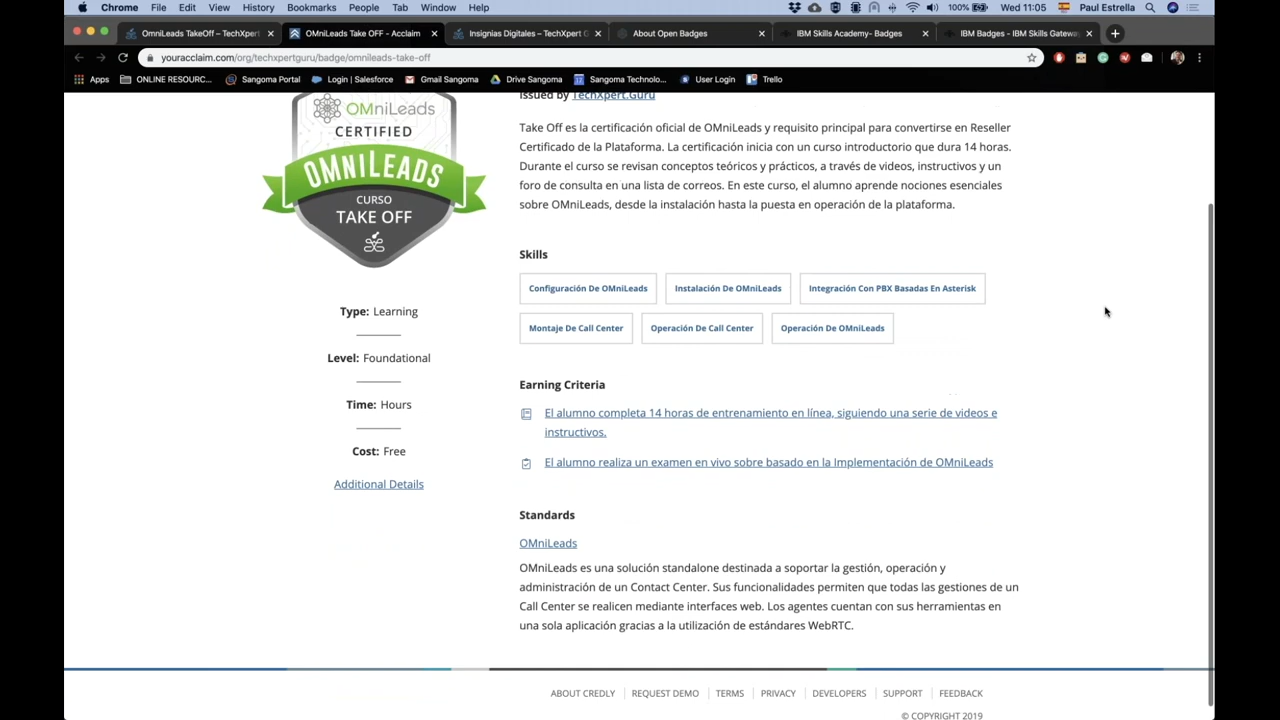 Chrome File Edit View History Bookmarks People Tab Window Help 100% Wed 11:05 Paul Estrella
OmniLeads TakeOff – TechXpert OMniLeads Take OFF - Acclaim Insignias Digitales – TechXpert G About Open Badges IBM Skills Academy- Badges IBM Badges - IBM Skills Gatew
youracclaim.com/org/techxpertguru/badge/omnileads-take-off
Apps ONLINE RESOURC... Sangoma Portal Login | Salesforce Gmail Sangoma Drive Sangoma Sangoma Technolo... User Login Trello
Issued by TechXpert.Guru
OMniLeads
CERTIFIED
OMNILEADS
CURSO
TAKE OFF
Take Off es la certificación oficial de OMniLeads y requisito principal para convertirse en Reseller
Certificado de la Plataforma. La certificación inicia con un curso introductorio que dura 14 horas.
Durante el curso se revisan conceptos teóricos y prácticos, a través de videos, instructivos y un
foro de consulta en una lista de correos. En este curso, el alumno aprende nociones esenciales
sobre OMniLeads, desde la instalación hasta la puesta en operación de la plataforma.
Skills
Configuración De OMniLeads Instalación De OMniLeads Integración Con PBX Basadas En Asterisk
Montaje De Call Center Operación De Call Center Operación De OMniLeads
Type: Learning
Level: Foundational
Time: Hours
Cost: Free
Additional Details
Earning Criteria
El alumno completa 14 horas de entrenamiento en línea, siguiendo una serie de videos e
instructivos.
El alumno realiza un examen en vivo sobre basado en la Implementación de OMniLeads
Standards
OMniLeads
OMniLeads es una solución standalone destinada a soportar la gestión, operación y
administración de un Contact Center. Sus funcionalidades permiten que todas las gestiones de un
Call Center se realicen mediante interfaces web. Los agentes cuentan con sus herramientas en
una sola aplicación gracias a la utilización de estándares WebRTC.
ABOUT CREDLY REQUEST DEMO TERMS PRIVACY DEVELOPERS SUPPORT FEEDBACK
© COPYRIGHT 2019